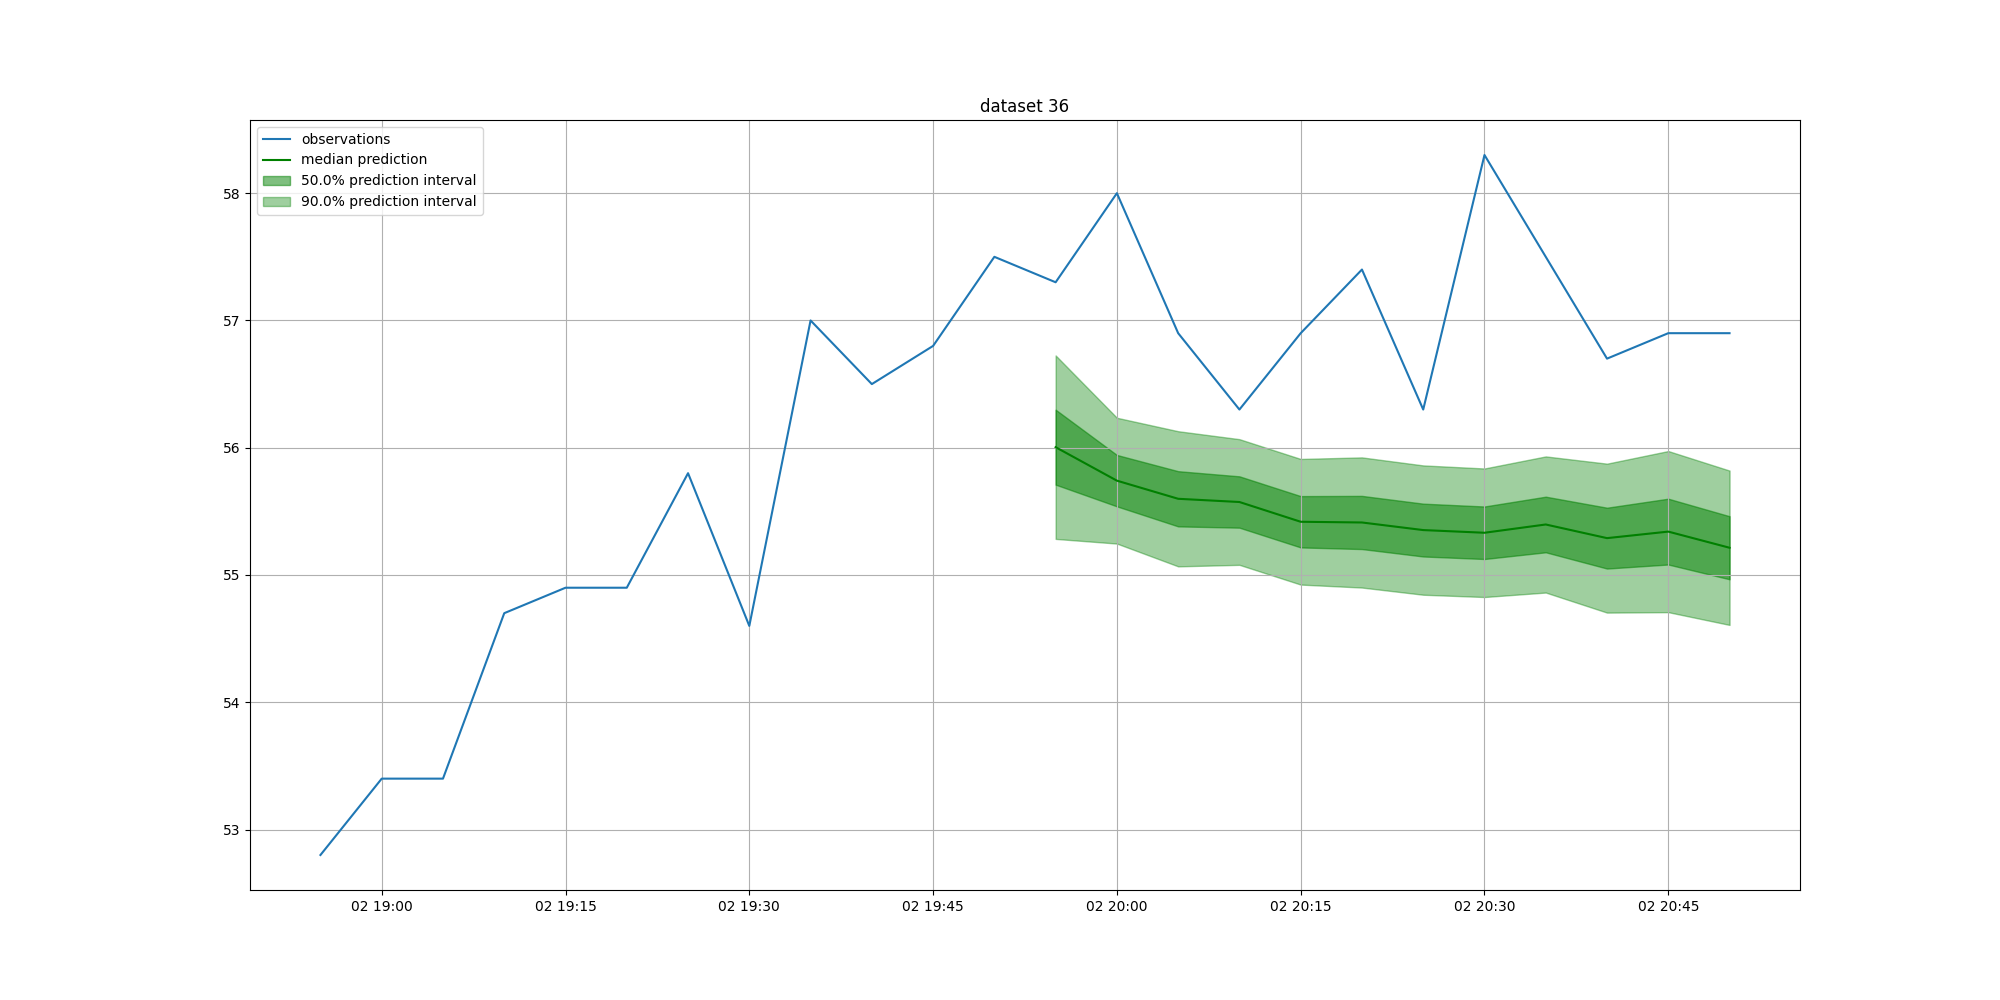 dataset 36
observations
median prediction
50.0% prediction interval
90.0% prediction interval
58
57
56
55
54
53
02 19:00
02 19:15
02 19:30
02 19:45
02 20:00
02 20:15
02 20:30
02 20:45